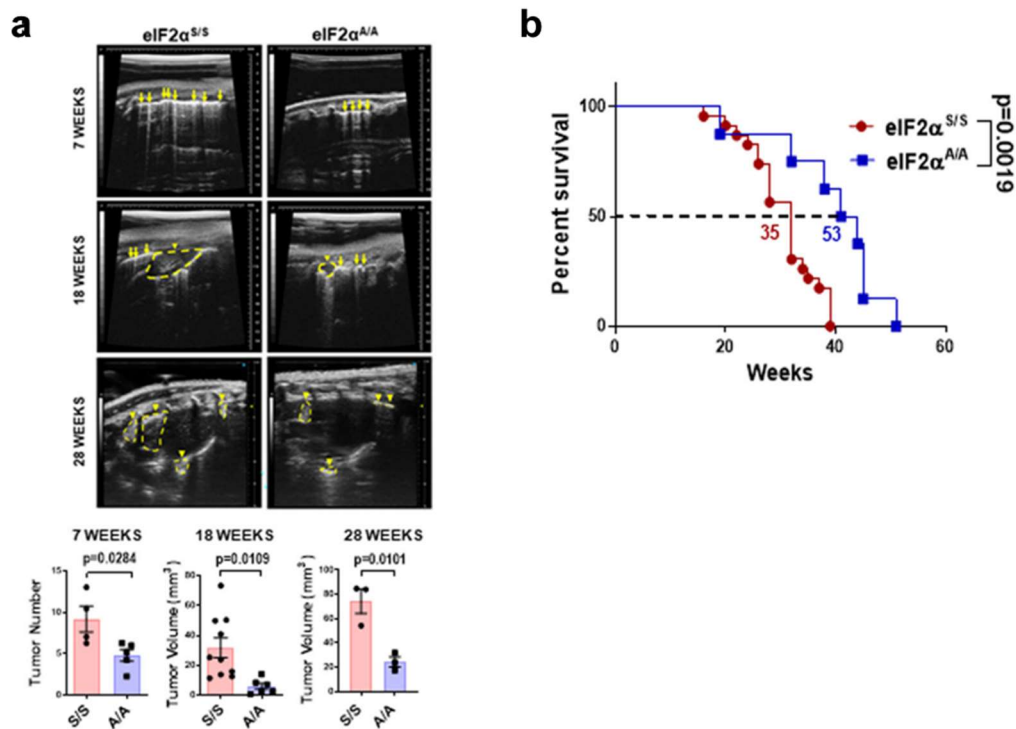 a
eIF2α^S/S
eIF2α^A/A
7 WEEKS
18 WEEKS
28 WEEKS
7 WEEKS
p=0.0284
Tumor Number
15
10
5
0
S/S
A/A
18 WEEKS
p=0.0109
Tumor Volume (mm³)
80
60
40
20
0
S/S
A/A
28 WEEKS
p=0.0101
Tumor Volume (mm³)
100
80
60
40
20
0
S/S
A/A
b
Percent survival
100
50
0
35
53
eIF2α^S/S
eIF2α^A/A
p=0.0019
0
20
40
60
Weeks